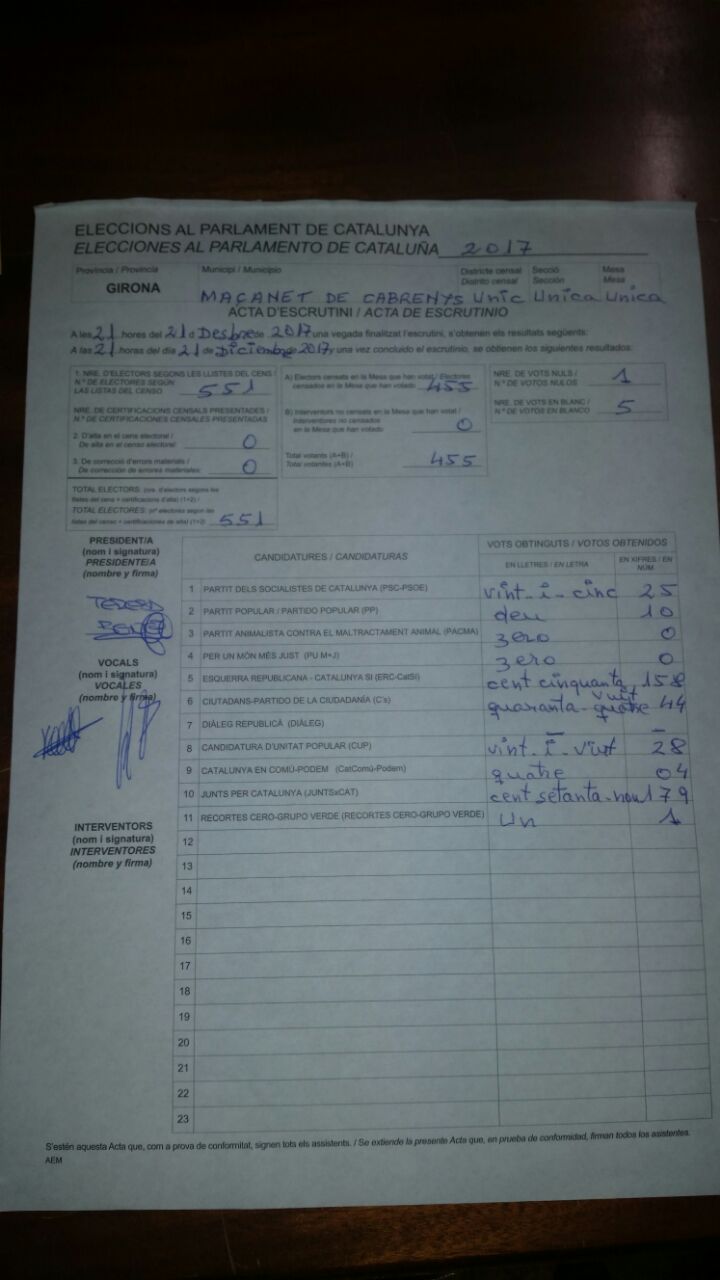 ELECCIONS AL PARLAMENT DE CATALUNYA
ELECCIONES AL PARLAMENTO DE CATALUÑA 2017
Província / Provincia Municipi / Municipio Districte censal Secció Mesa
Distrito censal Sección Mesa
GIRONA MAÇANET DE CABRENYS Unic Unica Unica
ACTA D'ESCRUTINI / ACTA DE ESCRUTINIO
A les 21 hores del 21 d Desbre de 2017 una vegada finalitzat l'escrutini, s'obtenen els resultats següents:
A las 21 horas del día 21 de Diciembre 2017 y una vez concluido el escrutinio, se obtienen los siguientes resultados:
1. NRE. D'ELECTORS SEGONS LES LLISTES DEL CENS /
N.º DE ELECTORES SEGÚN
LAS LISTAS DEL CENSO 551
NRE. DE CERTIFICACIONS CENSALS PRESENTADES /
N.º DE CERTIFICACIONES CENSALES PRESENTADAS
2. D'alta en el cens electoral /
De alta en el censo electoral: 0
3. De correcció d'errors materials /
De corrección de errores materiales: 0
TOTAL ELECTORS: (nre. d'electors segons les
llistes del cens + certificacions d'alta) (1+2) /
TOTAL ELECTORES: (nº electores según las
listas del censo + certificaciones de alta) (1+2) 551
A) Electors censats en la Mesa que han votat / Electores
censados en la Mesa que han votado 455
B) Interventors no censats en la Mesa que han votat /
Interventores no censados
en la Mesa que han votado 0
Total votants (A+B) /
Total votantes (A+B) 455
NRE. DE VOTS NULS /
N.º DE VOTOS NULOS 1
NRE. DE VOTS EN BLANC /
N.º DE VOTOS EN BLANCO 5
PRESIDENT/A
(nom i signatura)
PRESIDENTE/A
(nombre y firma)
VOCALS
(nom i signatura)
VOCALES
(nombre y firma)
INTERVENTORS
(nom i signatura)
INTERVENTORES
(nombre y firma)
CANDIDATURES / CANDIDATURAS VOTS OBTINGUTS / VOTOS OBTENIDOS
EN LLETRES / EN LETRA EN XIFRES / EN NÚM.
1 PARTIT DELS SOCIALISTES DE CATALUNYA (PSC-PSOE) vint-i-cinc 25
2 PARTIT POPULAR / PARTIDO POPULAR (PP) deu 10
3 PARTIT ANIMALISTA CONTRA EL MALTRACTAMENT ANIMAL (PACMA) zero 0
4 PER UN MÓN MÉS JUST (PU M+J) zero 0
5 ESQUERRA REPUBLICANA - CATALUNYA SÍ (ERC-CatSí) cent cinquanta vuit 158
6 CIUTADANS-PARTIDO DE LA CIUDADANÍA (C's) quaranta-quatre 44
7 DIÀLEG REPUBLICÀ (DIÀLEG) — —
8 CANDIDATURA D'UNITAT POPULAR (CUP) vint-i-vuit 28
9 CATALUNYA EN COMÚ-PODEM (CatComú-Podem) quatre 04
10 JUNTS PER CATALUNYA (JUNTSxCAT) cent setanta-nou 179
11 RECORTES CERO-GRUPO VERDE (RECORTES CERO-GRUPO VERDE) Un 1
12
13
14
15
16
17
18
19
20
21
22
23
S'estén aquesta Acta que, com a prova de conformitat, signen tots els assistents. / Se extiende la presente Acta que, en prueba de conformidad, firman todos los asistentes.
AEM